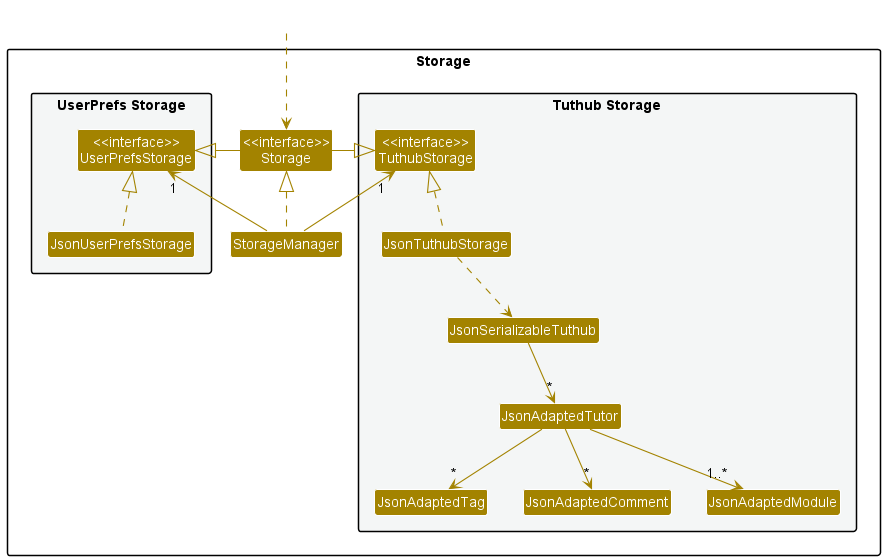 Storage
UserPrefs Storage
Tuthub Storage
<<interface>>
UserPrefsStorage
<<interface>>
Storage
<<interface>>
TuthubStorage
1
1
JsonUserPrefsStorage
StorageManager
JsonTuthubStorage
JsonSerializableTuthub
*
JsonAdaptedTutor
*
*
1..*
JsonAdaptedTag
JsonAdaptedComment
JsonAdaptedModule